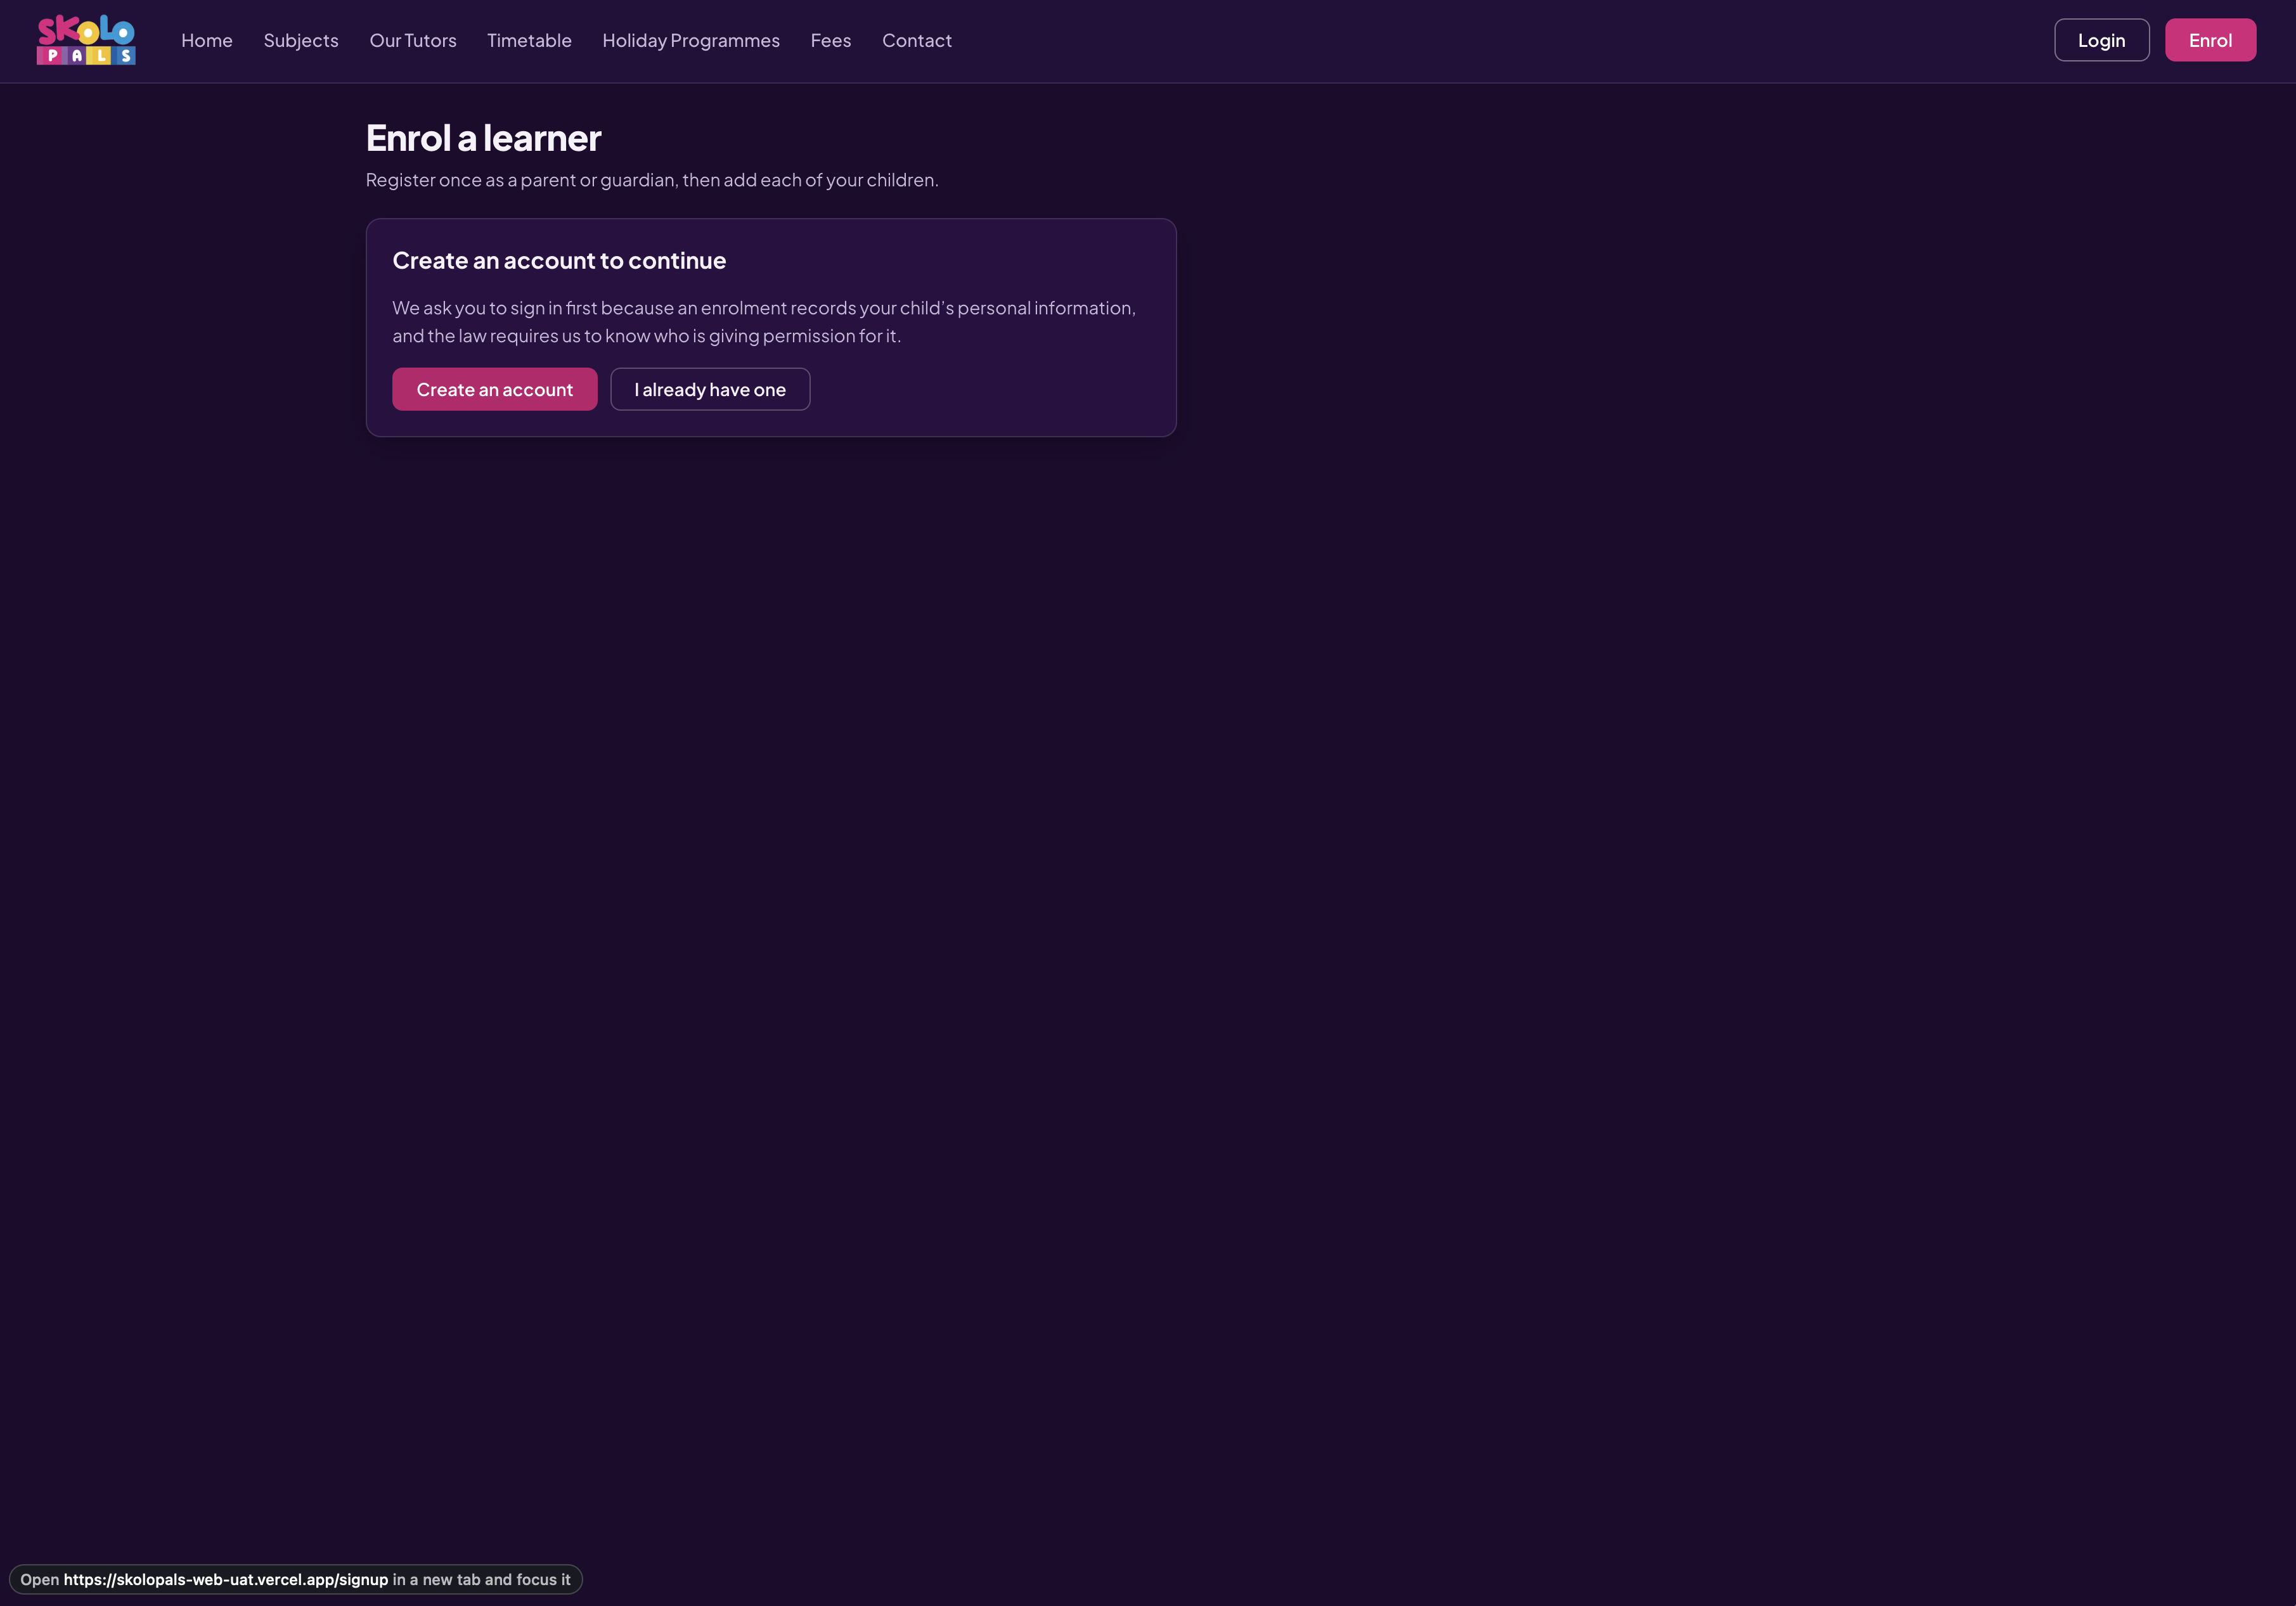 SKOLO
PALS
Home
Subjects
Our Tutors
Timetable
Holiday Programmes
Fees
Contact
Login
Enrol
Enrol a learner
Register once as a parent or guardian, then add each of your children.
Create an account to continue
We ask you to sign in first because an enrolment records your child’s personal information,
and the law requires us to know who is giving permission for it.
Create an account
I already have one
Open https://skolopals-web-uat.vercel.app/signup in a new tab and focus it